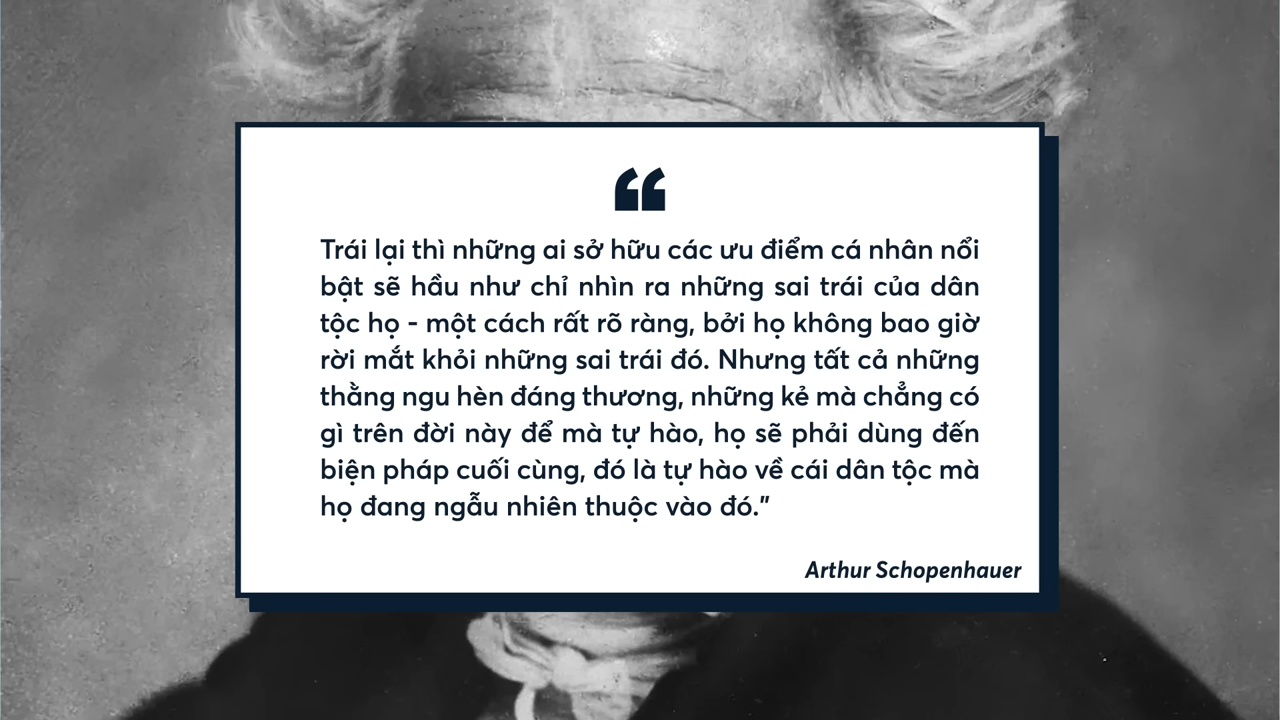 “
Trái lại thì những ai sở hữu các ưu điểm cá nhân nổi
bật sẽ hầu như chỉ nhìn ra những sai trái của dân
tộc họ - một cách rất rõ ràng, bởi họ không bao giờ
rời mắt khỏi những sai trái đó. Nhưng tất cả những
thằng ngu hèn đáng thương, những kẻ mà chẳng có
gì trên đời này để mà tự hào, họ sẽ phải dùng đến
biện pháp cuối cùng, đó là tự hào về cái dân tộc mà
họ đang ngẫu nhiên thuộc vào đó.”
Arthur Schopenhauer